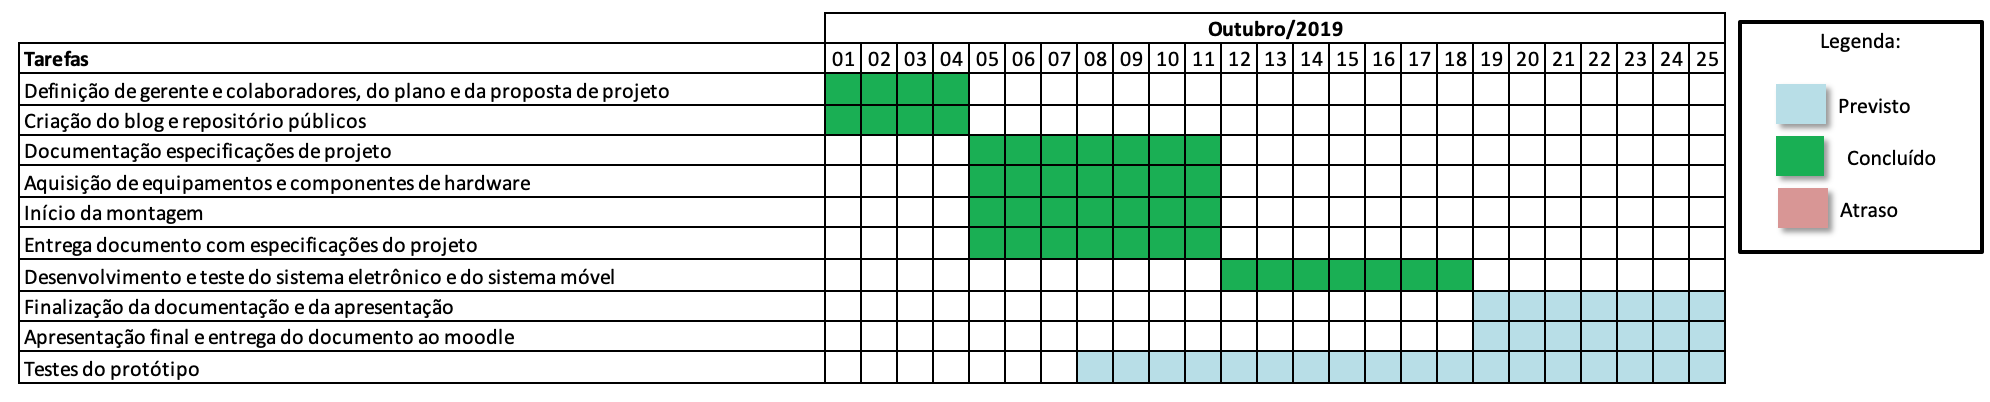 Outubro/2019
Tarefas 01 02 03 04 05 06 07 08 09 10 11 12 13 14 15 16 17 18 19 20 21 22 23 24 25
Definição de gerente e colaboradores, do plano e da proposta de projeto
Criação do blog e repositório públicos
Documentação especificações de projeto
Aquisição de equipamentos e componentes de hardware
Início da montagem
Entrega documento com especificações do projeto
Desenvolvimento e teste do sistema eletrônico e do sistema móvel
Finalização da documentação e da apresentação
Apresentação final e entrega do documento ao moodle
Testes do protótipo
Legenda:
Previsto
Concluído
Atraso